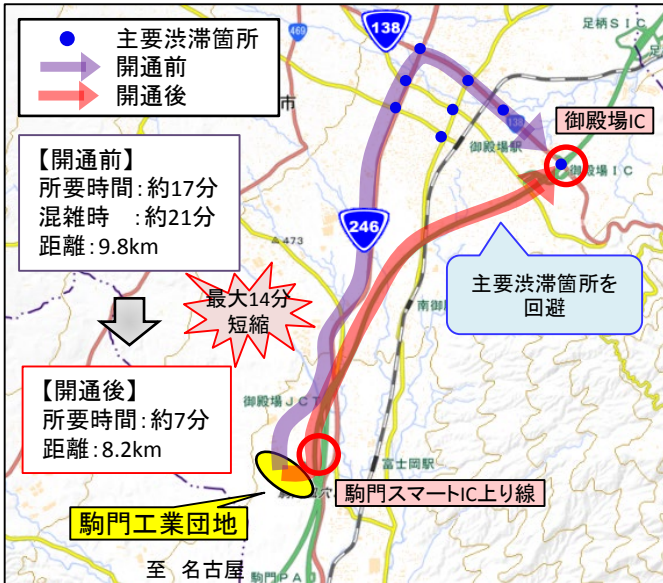 主要渋滞箇所
開通前
開通後
138
469
足柄ＳＩＣ
市
【開通前】
所要時間：約17分
混雑時　：約21分
距離：9.8km
138
御殿場駅
御殿場IC
御殿場ＩＣ
246
473
主要渋滞箇所を
回避
最大14分
短縮
【開通後】
所要時間：約7分
距離：8.2km
御殿場ＪＣＴ
富士岡駅
駒門スマートIC上り線
駒門工業団地
至 名古屋
駒門ＰＡ